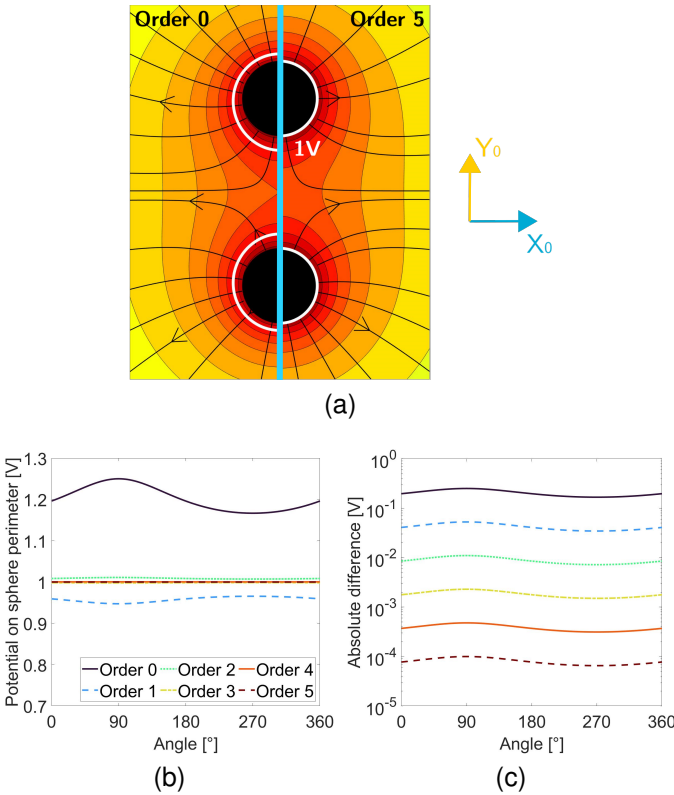 Order 0 Order 5
1V
Y₀
X₀
(a)
Potential on sphere perimeter [V]
1.3
1.2
1.1
1
0.9
0.8
0.7
Order 0 Order 2 Order 4
Order 1 Order 3 Order 5
0 90 180 270 360
Angle [°]
(b)
Absolute difference [V]
10⁰
10⁻¹
10⁻²
10⁻³
10⁻⁴
10⁻⁵
0 90 180 270 360
Angle [°]
(c)